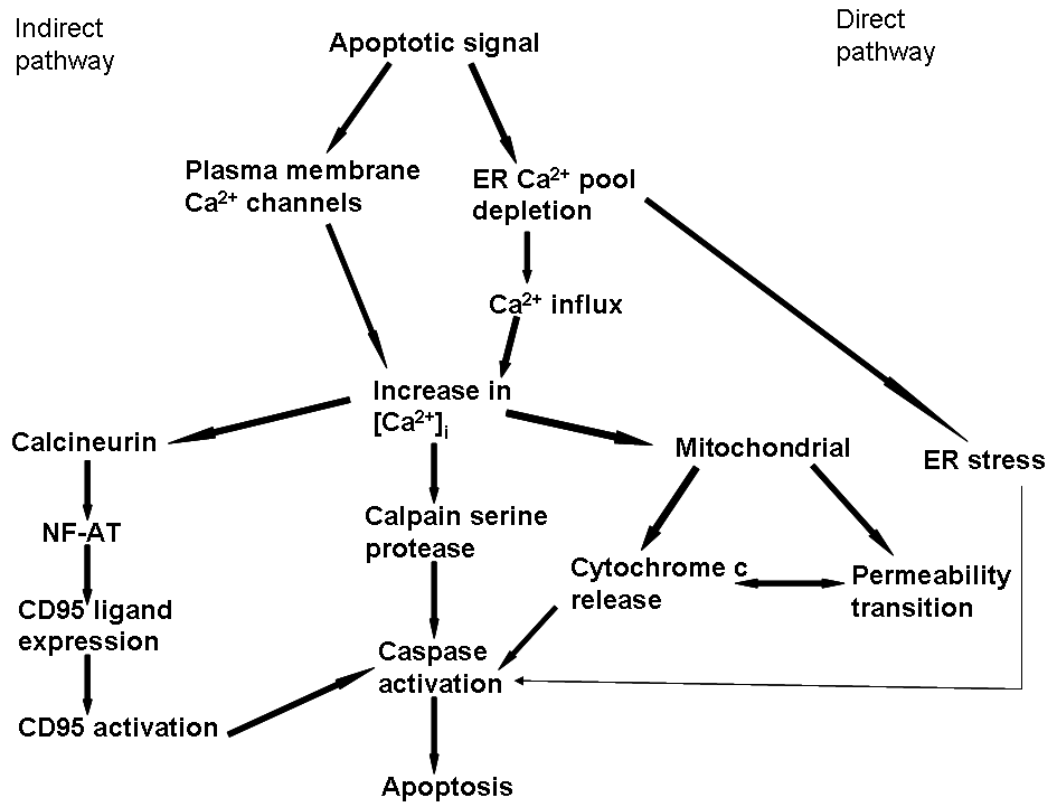 Indirect
pathway
Direct
pathway
Apoptotic signal
Plasma membrane
Ca²⁺ channels
ER Ca²⁺ pool
depletion
Ca²⁺ influx
Increase in
[Ca²⁺]ᵢ
Calcineurin
Mitochondrial
ER stress
NF-AT
Calpain serine
protease
Cytochrome c
release
Permeability
transition
CD95 ligand
expression
Caspase
activation
CD95 activation
Apoptosis